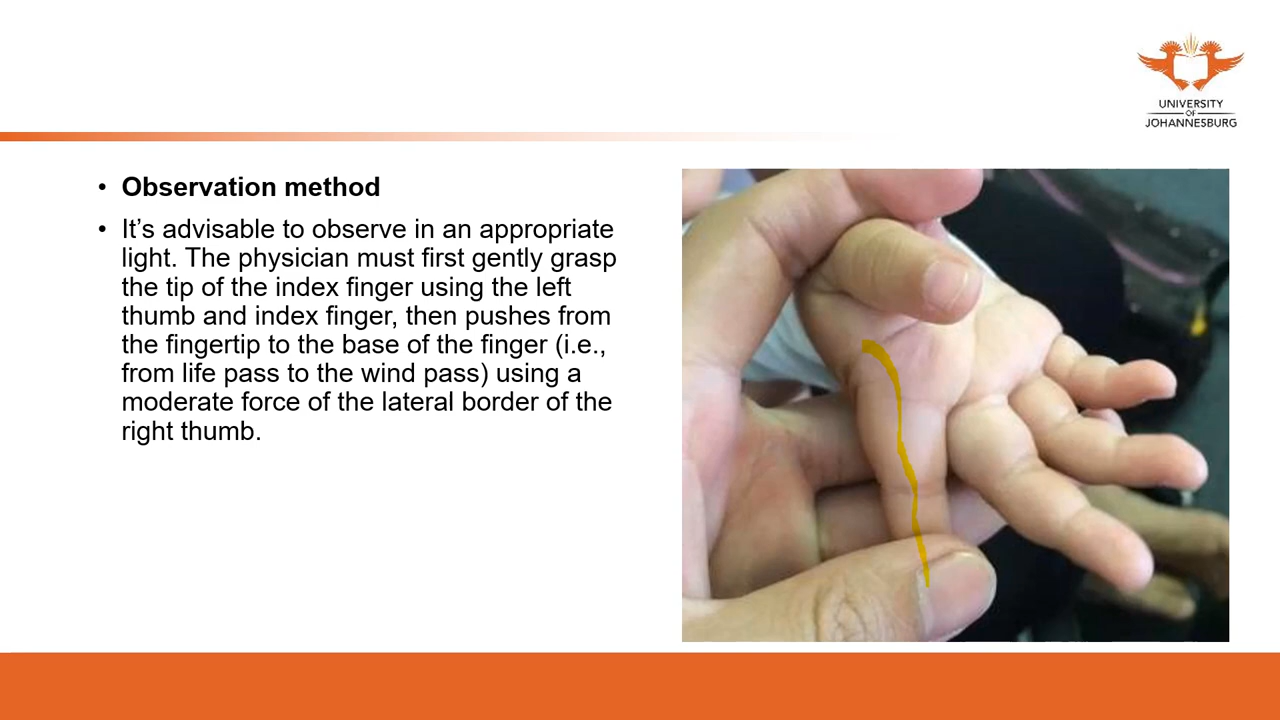 UNIVERSITY
OF
JOHANNESBURG
• Observation method
• It’s advisable to observe in an appropriate
light. The physician must first gently grasp
the tip of the index finger using the left
thumb and index finger, then pushes from
the fingertip to the base of the finger (i.e.,
from life pass to the wind pass) using a
moderate force of the lateral border of the
right thumb.